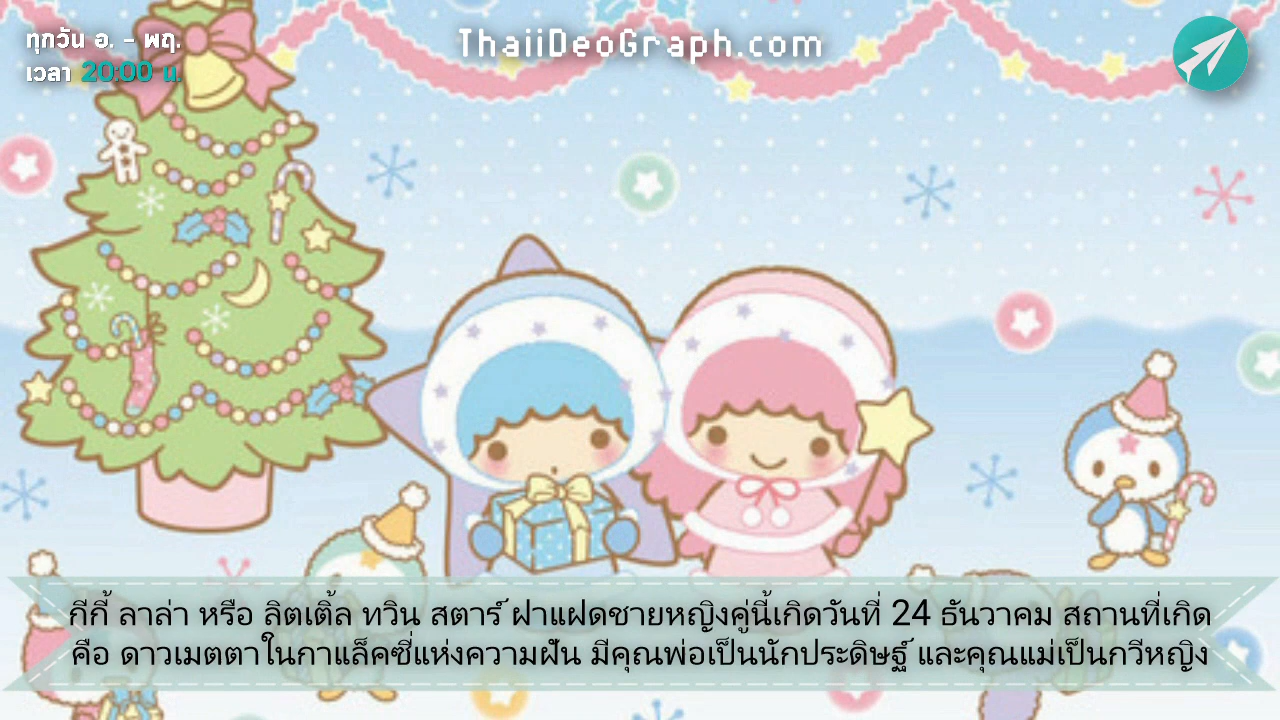 ทุกวัน อ. - พฤ.
เวลา 20:00 น.
ThaiiDeoGraph.com
กีกี้ ลาล่า หรือ ลิตเติ้ล ทวิน สตาร์ ฝาแฝดชายหญิงคู่นี้เกิดวันที่ 24 ธันวาคม สถานที่เกิด
คือ ดาวเมตตาในกาแล็คซี่แห่งความฝัน มีคุณพ่อเป็นนักประดิษฐ์ และคุณแม่เป็นกวีหญิง